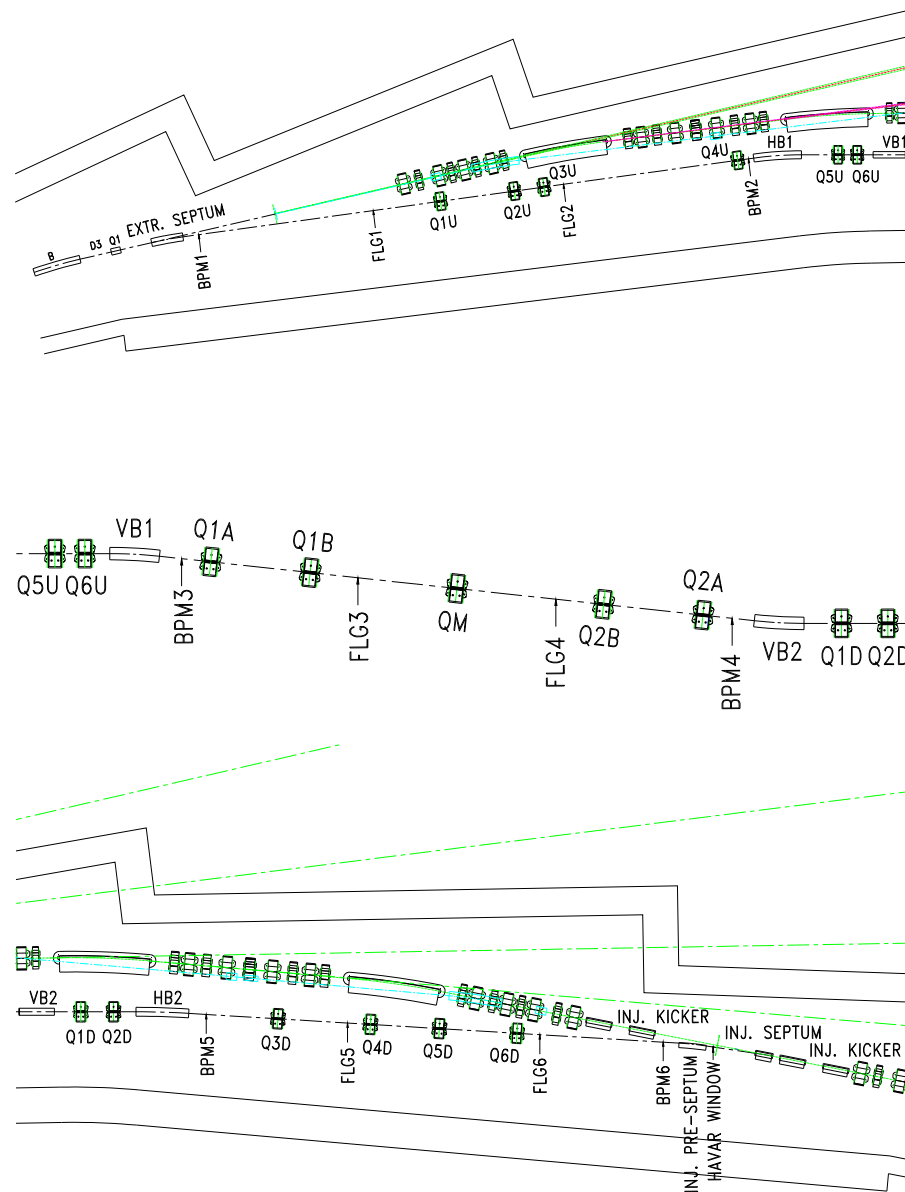 B
D3
Q1
EXTR. SEPTUM
BPM1
FLG1
Q1U
Q2U
Q3U
FLG2
Q4U
BPM2
HB1
Q5U
Q6U
VB1
Q5U
Q6U
VB1
BPM3
Q1A
Q1B
FLG3
QM
FLG4
Q2B
Q2A
BPM4
VB2
Q1D
Q2D
VB2
Q1D
Q2D
HB2
BPM5
Q3D
FLG5
Q4D
Q5D
Q6D
FLG6
INJ. KICKER
BPM6
INJ. PRE-SEPTUM
HAVAR WINDOW
INJ. SEPTUM
INJ. KICKER